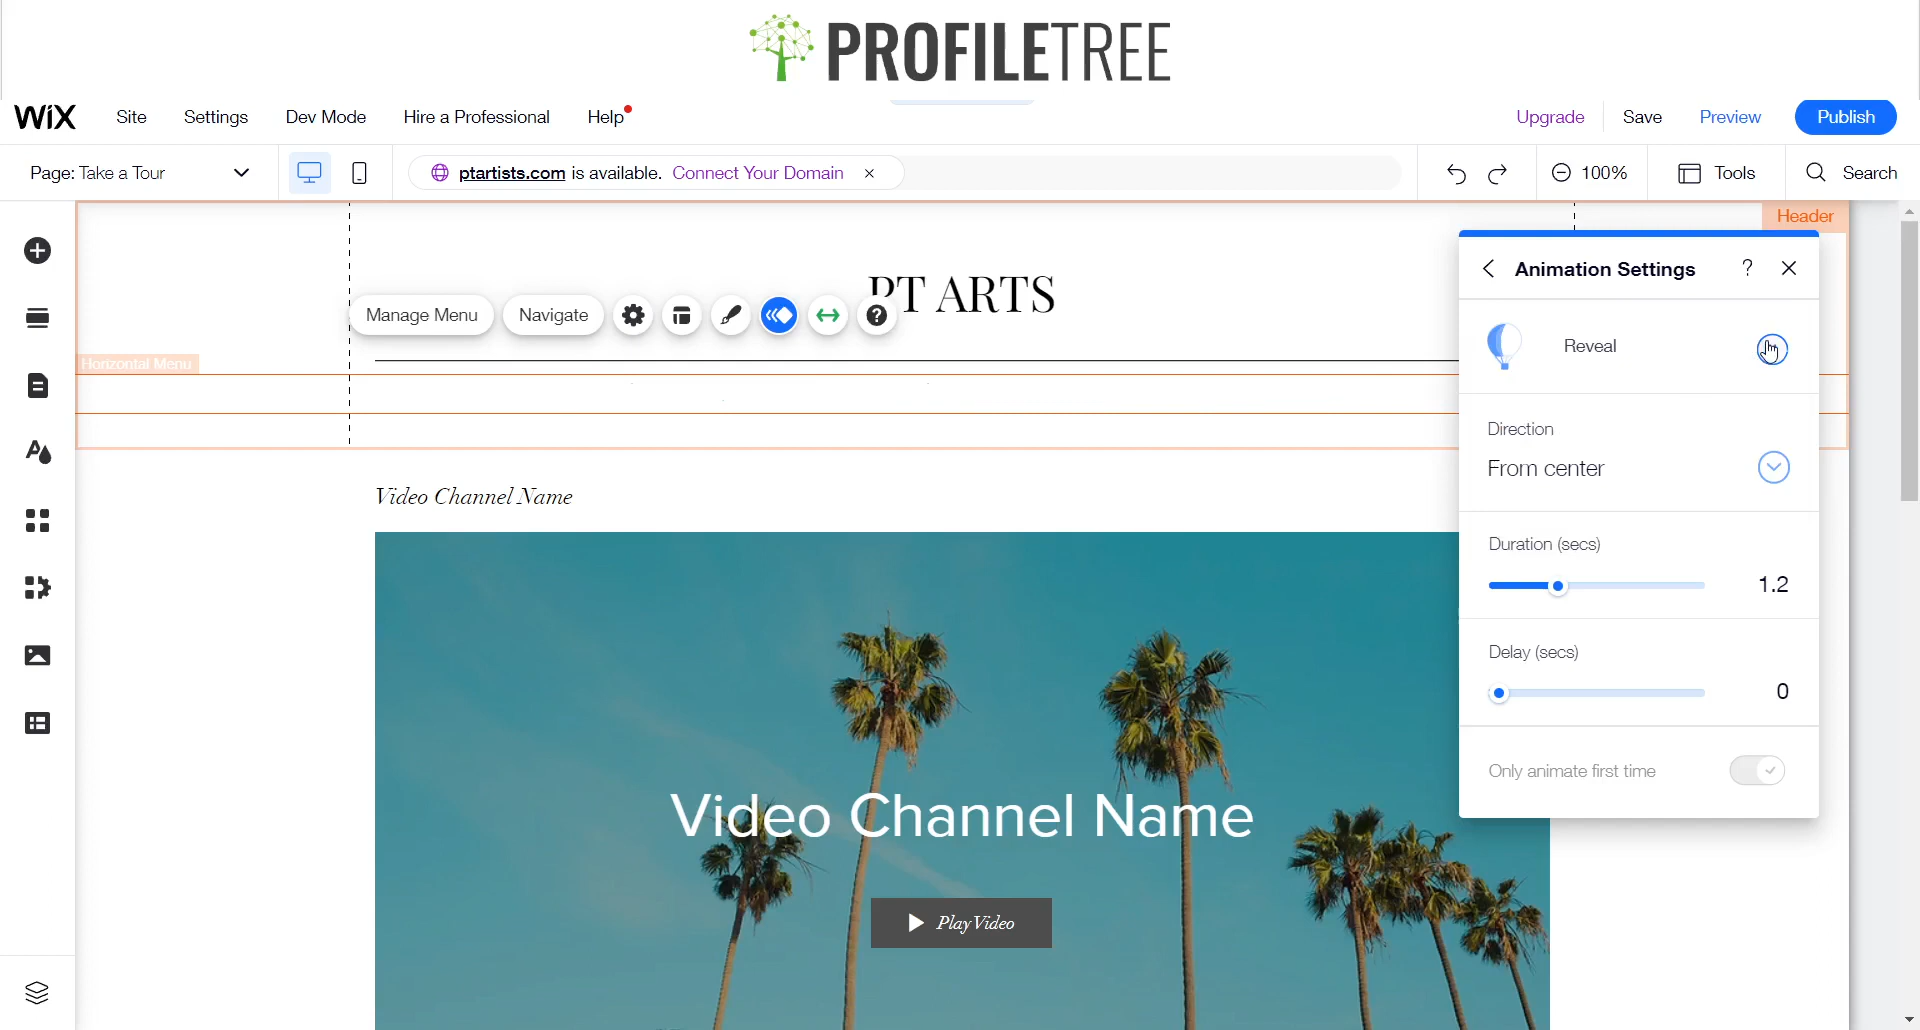 PROFILETREE
WiX Site Settings Dev Mode Hire a Professional Help Upgrade Save Preview Publish
Page: Take a Tour ptartists.com is available. Connect Your Domain × 100% Tools Search
Header
Animation Settings ?
PT ARTS
Manage Menu Navigate ?
Reveal
Horizontal Menu
Direction
From center
Video Channel Name
Duration (secs)
1.2
Delay (secs)
0
Only animate first time
Video Channel Name
Play Video